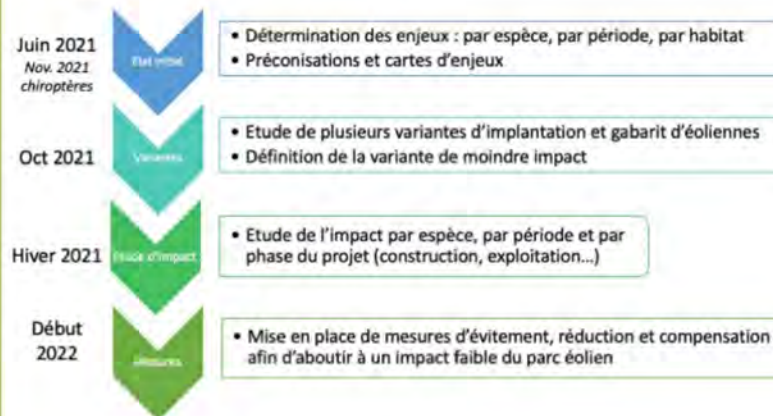 Juin 2021
Nov. 2021
chiroptères
Etat initial
• Détermination des enjeux : par espèce, par période, par habitat
• Préconisations et cartes d'enjeux
Oct 2021
Variantes
• Etude de plusieurs variantes d'implantation et gabarit d'éoliennes
• Définition de la variante de moindre impact
Hiver 2021
Etude d'impact
• Etude de l'impact par espèce, par période et par
phase du projet (construction, exploitation...)
Début
2022
Mesures
• Mise en place de mesures d'évitement, réduction et compensation
afin d'aboutir à un impact faible du parc éolien